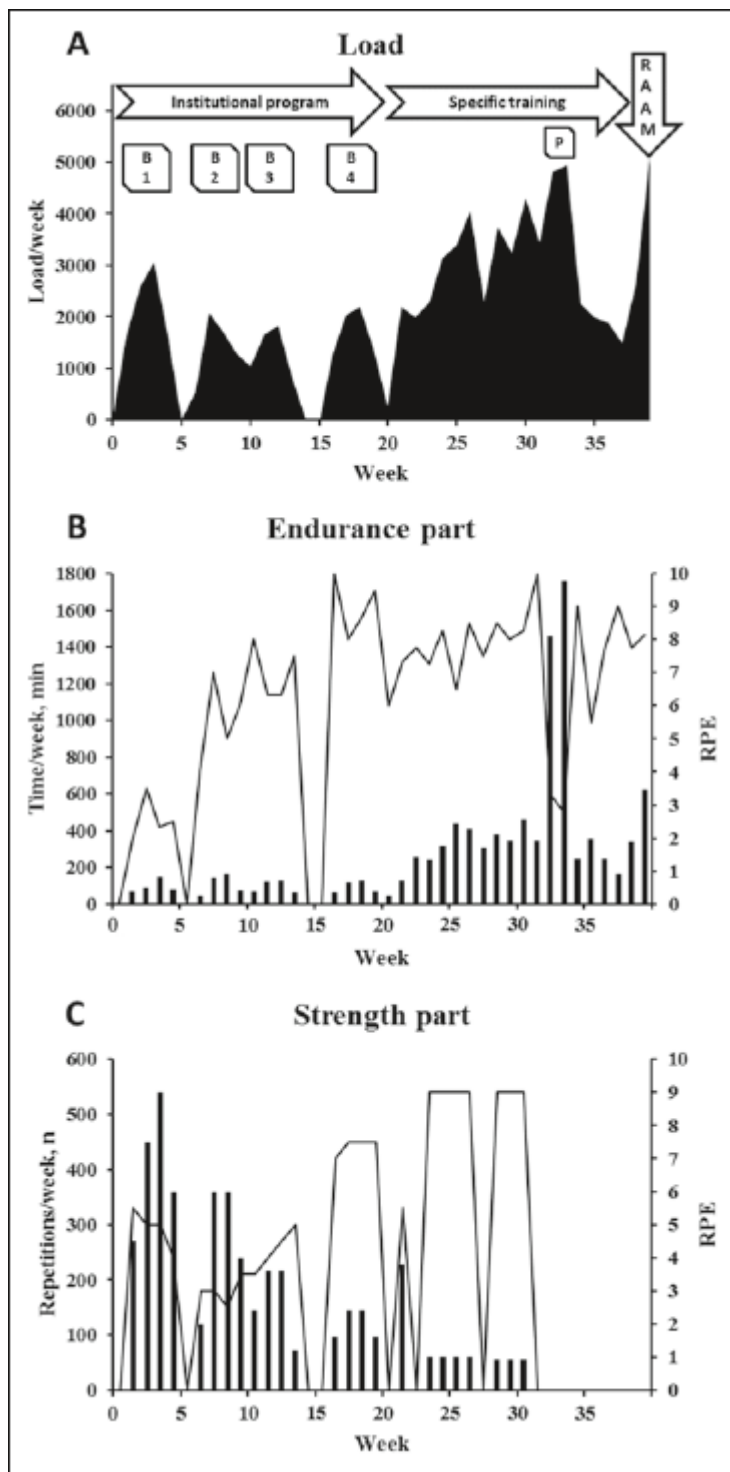 A
Load
R
A
A
M
Institutional program
Specific training
B
1
B
2
B
3
B
4
P
Load/week
6000
5000
4000
3000
2000
1000
0
0 5 10 15 20 25 30 35
Week
B
Endurance part
Time/week, min
1800
1600
1400
1200
1000
800
600
400
200
0
10
9
8
7
6
5
4
3
2
1
0
RPE
0 5 10 15 20 25 30 35
Week
C
Strength part
Repetitions/week, n
600
500
400
300
200
100
0
10
9
8
7
6
5
4
3
2
1
0
RPE
0 5 10 15 20 25 30 35
Week